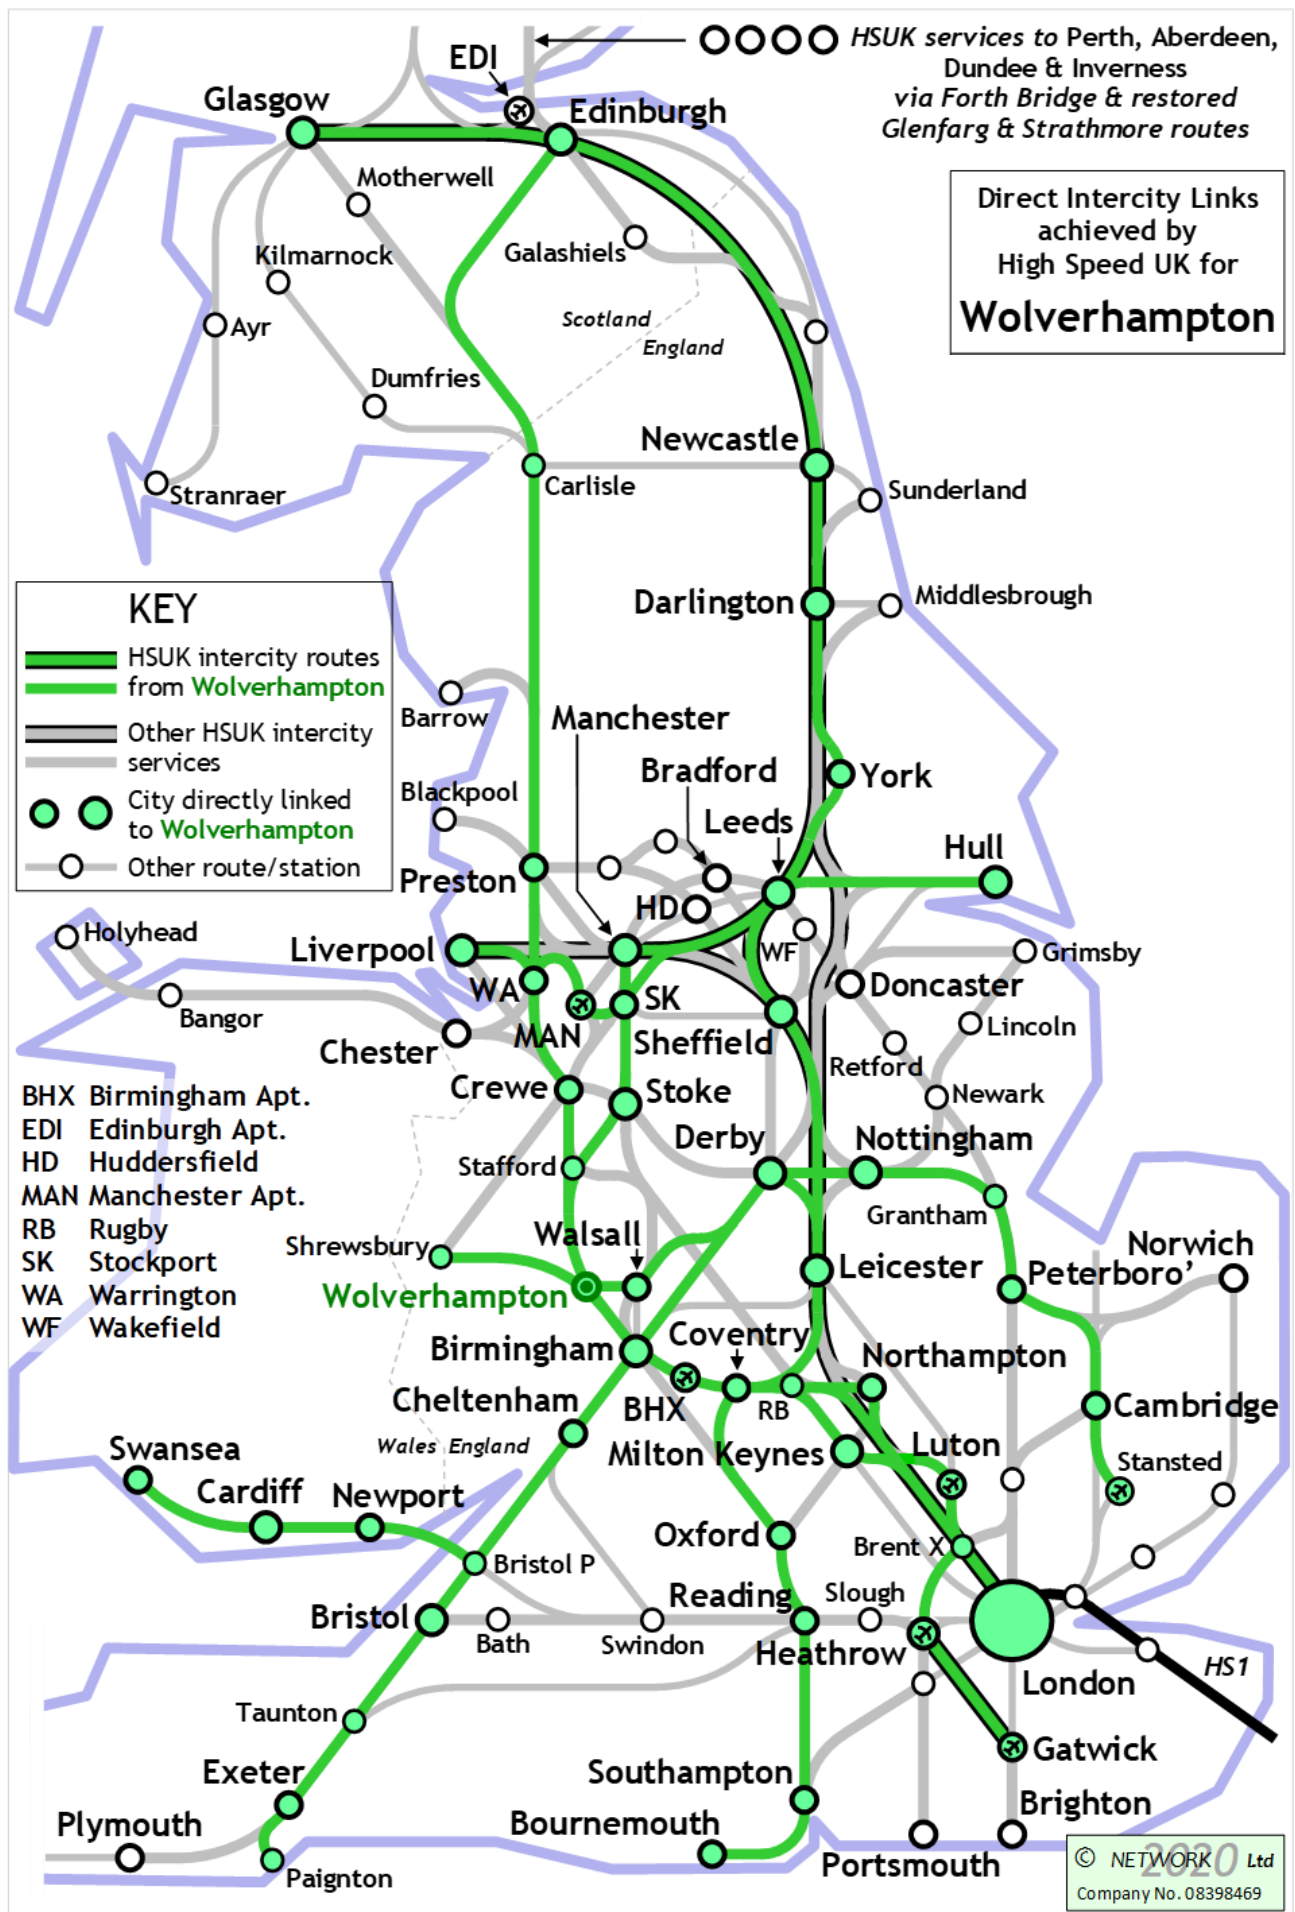 HSUK services to Perth, Aberdeen,
Dundee & Inverness
via Forth Bridge & restored
Glenfarg & Strathmore routes
EDI
Glasgow
Edinburgh
Direct Intercity Links
achieved by
High Speed UK for
Wolverhampton
Motherwell
Galashiels
Kilmarnock
Ayr
Scotland
England
Dumfries
Newcastle
Carlisle
Stranraer
Sunderland
Darlington
Middlesbrough
KEY
HSUK intercity routes
from Wolverhampton
Other HSUK intercity
services
City directly linked
to Wolverhampton
Other route/station
Barrow
Manchester
Bradford
York
Blackpool
Leeds
Hull
Preston
HD
Holyhead
Liverpool
WF
Grimsby
WA
SK
Doncaster
Bangor
MAN
Lincoln
Chester
Sheffield
Retford
Crewe
Stoke
Newark
BHX Birmingham Apt.
EDI Edinburgh Apt.
HD Huddersfield
MAN Manchester Apt.
RB Rugby
SK Stockport
WA Warrington
WF Wakefield
Derby
Nottingham
Stafford
Grantham
Shrewsbury
Walsall
Norwich
Wolverhampton
Leicester
Peterboro’
Birmingham
Coventry
Northampton
Cheltenham
BHX
RB
Cambridge
Wales England
Milton Keynes
Luton
Swansea
Stansted
Cardiff
Newport
Oxford
Brent X
Bristol P
Reading
Slough
Bristol
Bath
Swindon
Heathrow
London
HS1
Taunton
Gatwick
Exeter
Southampton
Brighton
Plymouth
Bournemouth
Portsmouth
Paignton
© NETWORK 2020 Ltd
Company No. 08398469